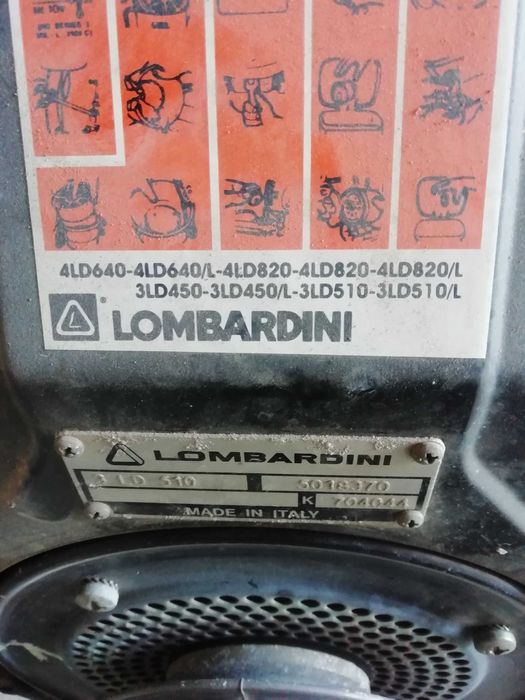 4LD640-4LD640/L-4LD820-4LD820-4LD820/L
3LD450-3LD450/L-3LD510-3LD510/L
® LOMBARDINI
LOMBARDINI
3 LD 510 5018370
K 704044
MADE IN ITALY